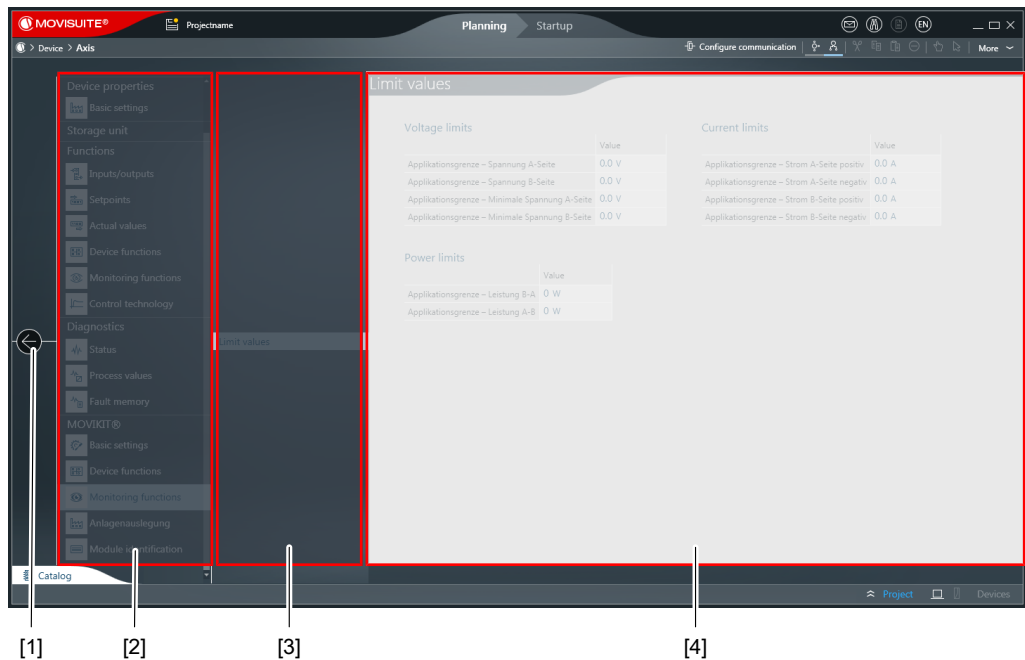 MOVISUITE®
Projectname
Planning
Startup
EN
> Device > Axis
Configure communication
More
Device properties
Basic settings
Storage unit
Functions
Inputs/outputs
Setpoints
Actual values
Device functions
Monitoring functions
Control technology
Diagnostics
Status
Process values
Fault memory
MOVIKIT®
Basic settings
Device functions
Monitoring functions
Anlagenauslegung
Module identification
Limit values
Limit values
Voltage limits
Value
Applikationsgrenze – Spannung A-Seite 0.0 V
Applikationsgrenze – Spannung B-Seite 0.0 V
Applikationsgrenze – Minimale Spannung A-Seite 0.0 V
Applikationsgrenze – Minimale Spannung B-Seite 0.0 V
Current limits
Value
Applikationsgrenze – Strom A-Seite positiv 0.0 A
Applikationsgrenze – Strom A-Seite negativ 0.0 A
Applikationsgrenze – Strom B-Seite positiv 0.0 A
Applikationsgrenze – Strom B-Seite negativ 0.0 A
Power limits
Value
Applikationsgrenze – Leistung B-A 0 W
Applikationsgrenze – Leistung A-B 0 W
Catalog
Project
Devices
[1]
[2]
[3]
[4]